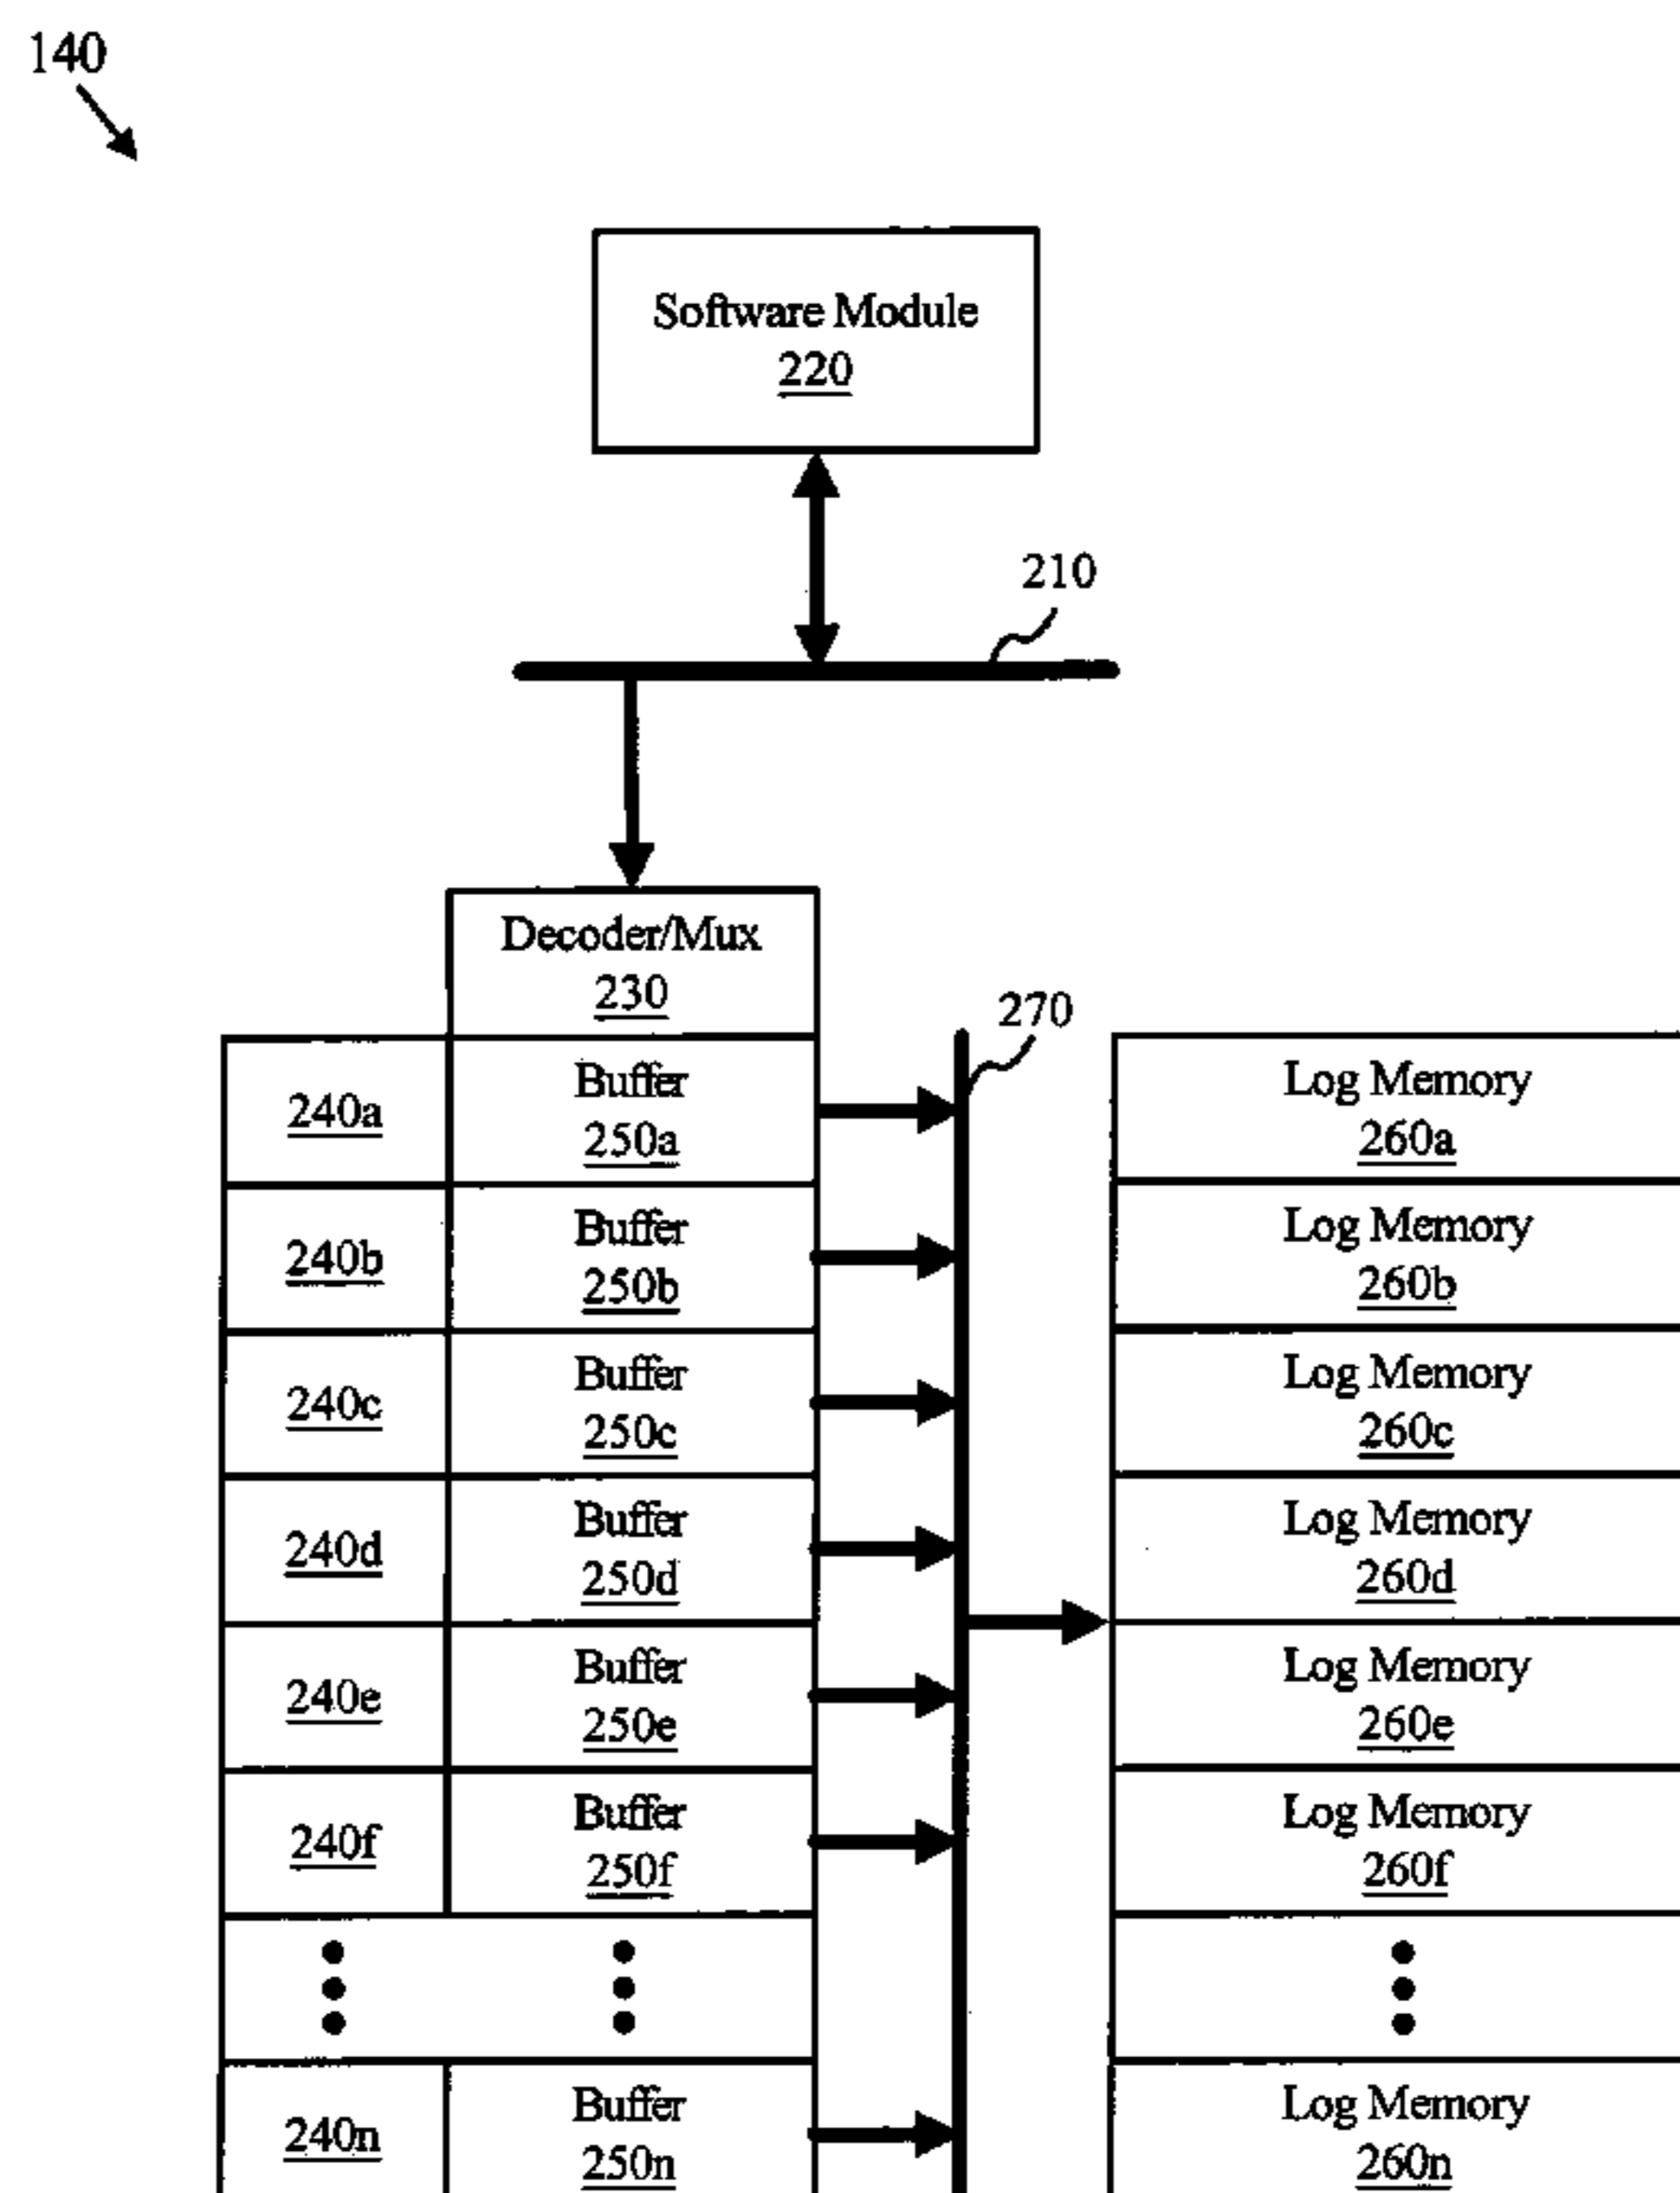 140
Software Module
220
210
Decoder/Mux
230
270
240a
Buffer
250a
Log Memory
260a
240b
Buffer
250b
Log Memory
260b
240c
Buffer
250c
Log Memory
260c
240d
Buffer
250d
Log Memory
260d
240e
Buffer
250e
Log Memory
260e
240f
Buffer
250f
Log Memory
260f
240n
Buffer
250n
Log Memory
260n